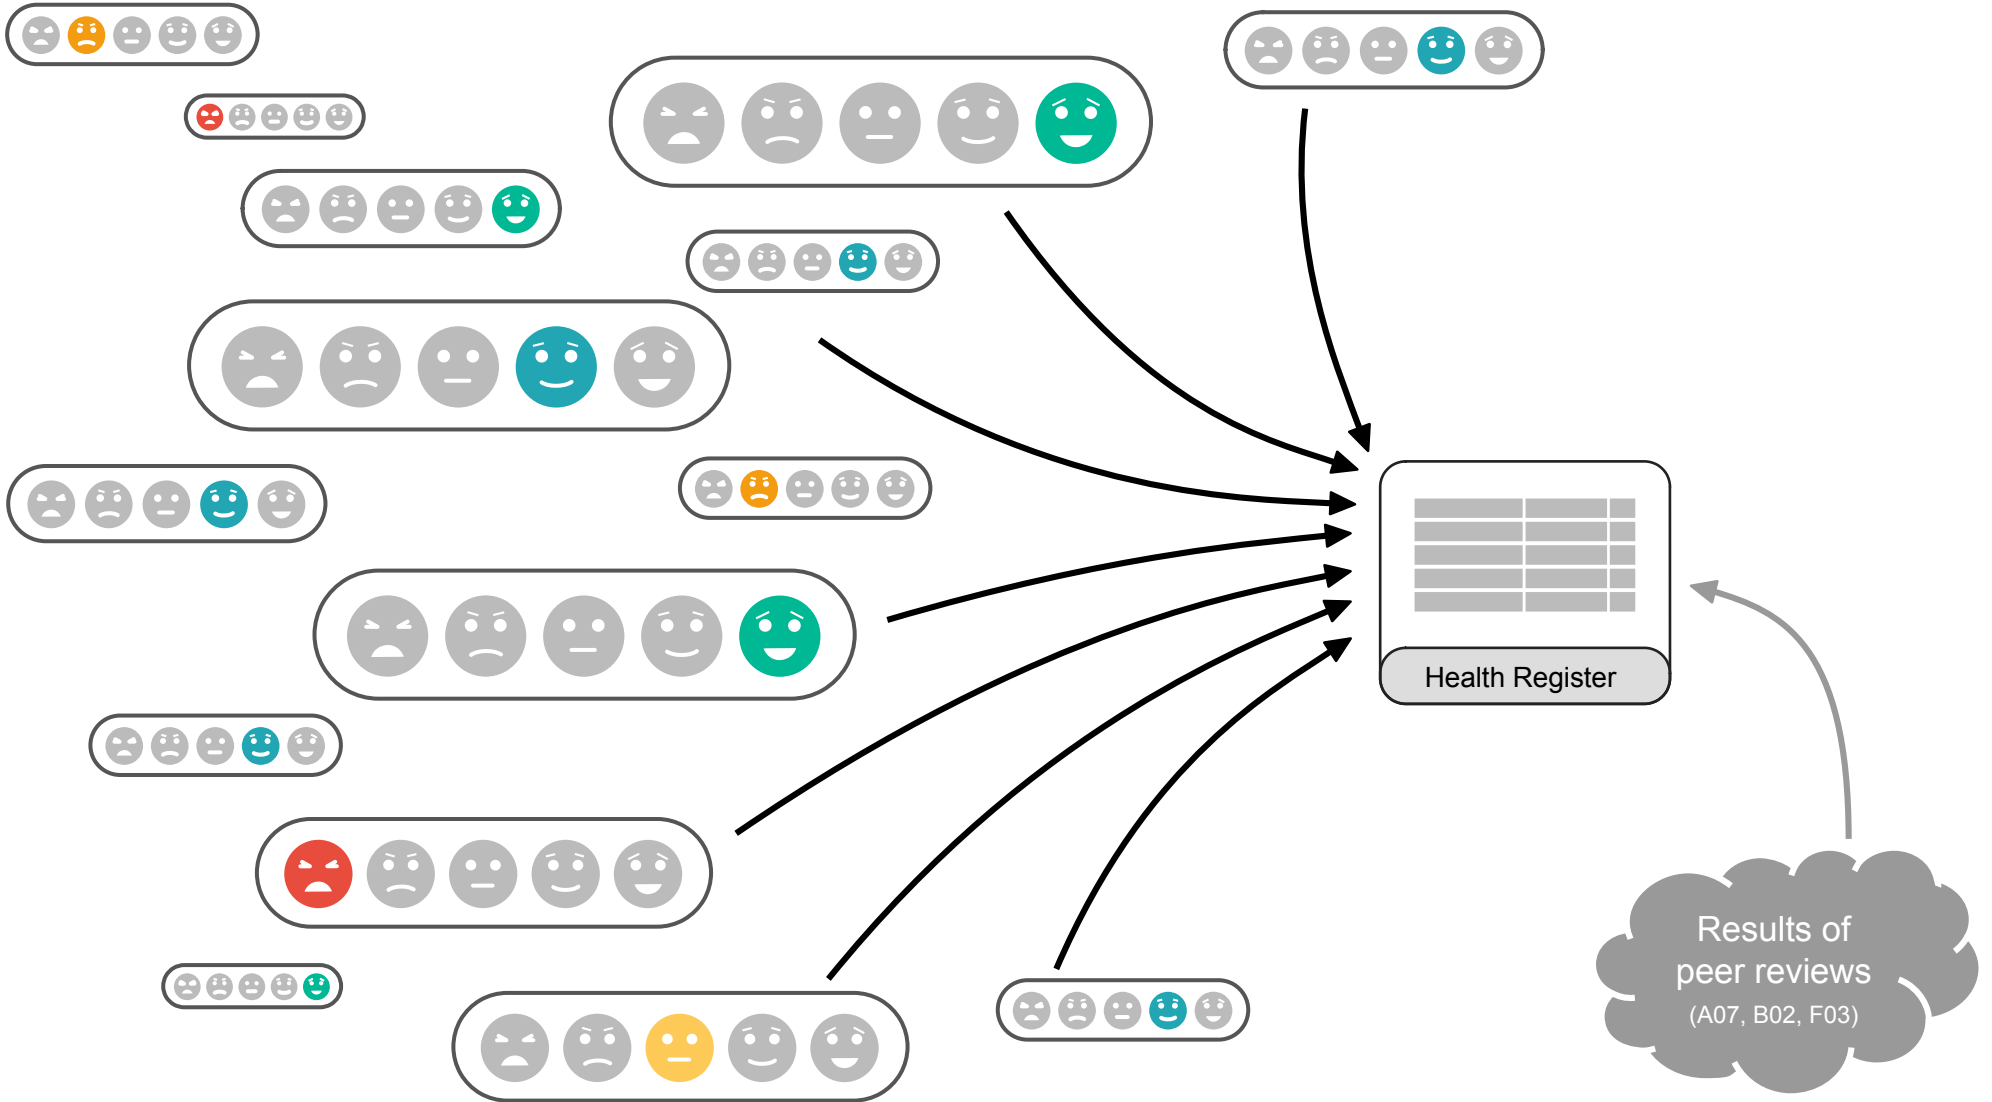 Health Register
Results of
peer reviews
(A07, B02, F03)